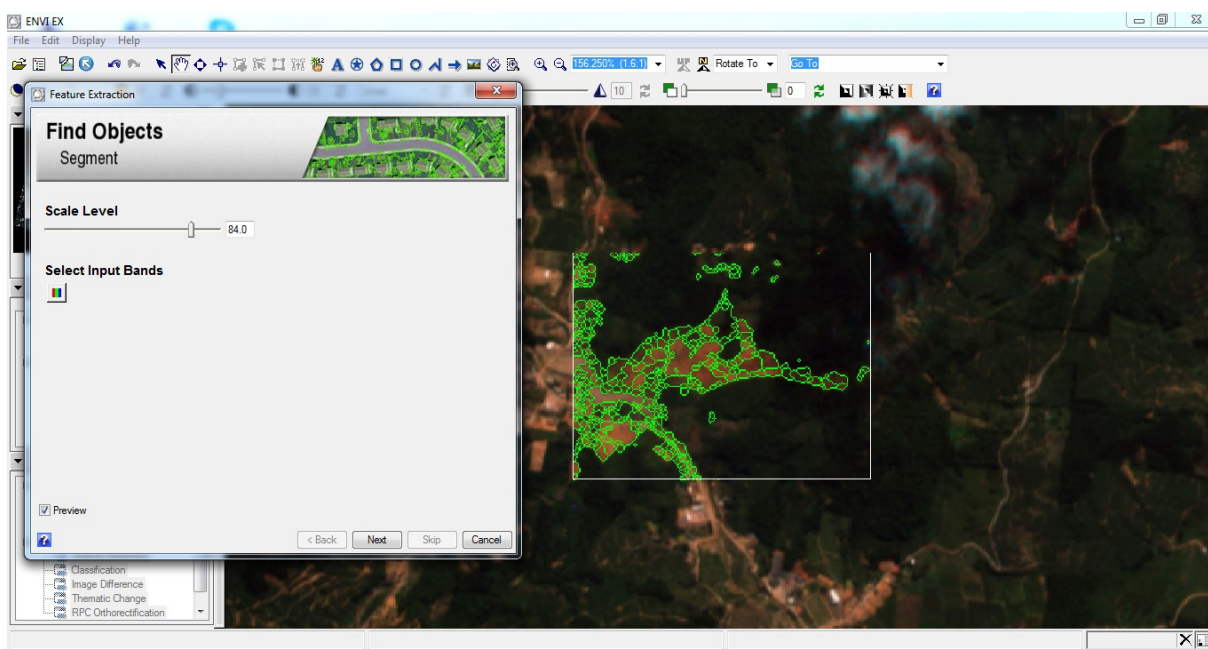 ENVI EX
File Edit Display Help
156.250% (1.6:1) Rotate To Go To
10 0
Feature Extraction
Find Objects
Segment
Scale Level
84.0
Select Input Bands
Preview
< Back Next Skip Cancel
Classification
Image Difference
Thematic Change
RPC Orthorectification